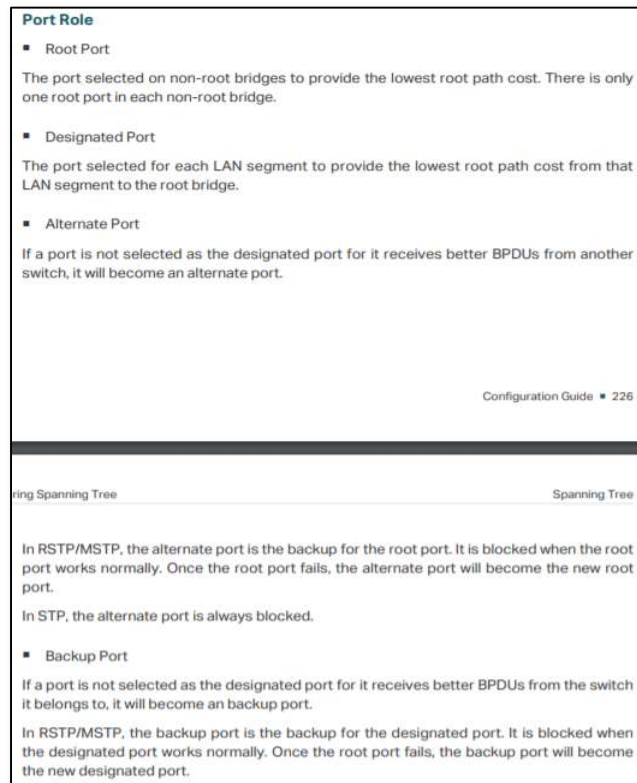 Port Role
■ Root Port
The port selected on non-root bridges to provide the lowest root path cost. There is only
one root port in each non-root bridge.
■ Designated Port
The port selected for each LAN segment to provide the lowest root path cost from that
LAN segment to the root bridge.
■ Alternate Port
If a port is not selected as the designated port for it receives better BPDUs from another
switch, it will become an alternate port.
Configuration Guide ■ 226
ring Spanning Tree
Spanning Tree
In RSTP/MSTP, the alternate port is the backup for the root port. It is blocked when the root
port works normally. Once the root port fails, the alternate port will become the new root
port.
In STP, the alternate port is always blocked.
■ Backup Port
If a port is not selected as the designated port for it receives better BPDUs from the switch
it belongs to, it will become an backup port.
In RSTP/MSTP, the backup port is the backup for the designated port. It is blocked when
the designated port works normally. Once the root port fails, the backup port will become
the new designated port.